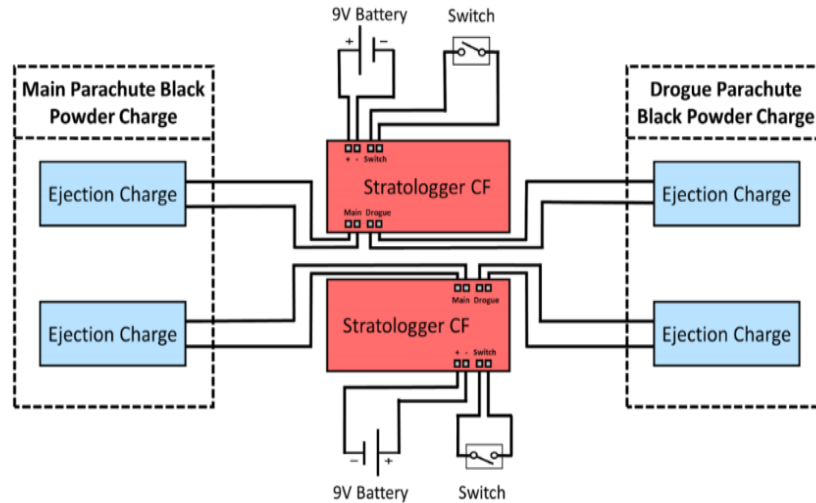 9V Battery
Switch
+ −
Main Parachute Black
Powder Charge
Drogue Parachute
Black Powder Charge
+ - Switch
Ejection Charge
Stratologger CF
Ejection Charge
Main Drogue
Main Drogue
Ejection Charge
Stratologger CF
Ejection Charge
+ - Switch
− +
9V Battery
Switch